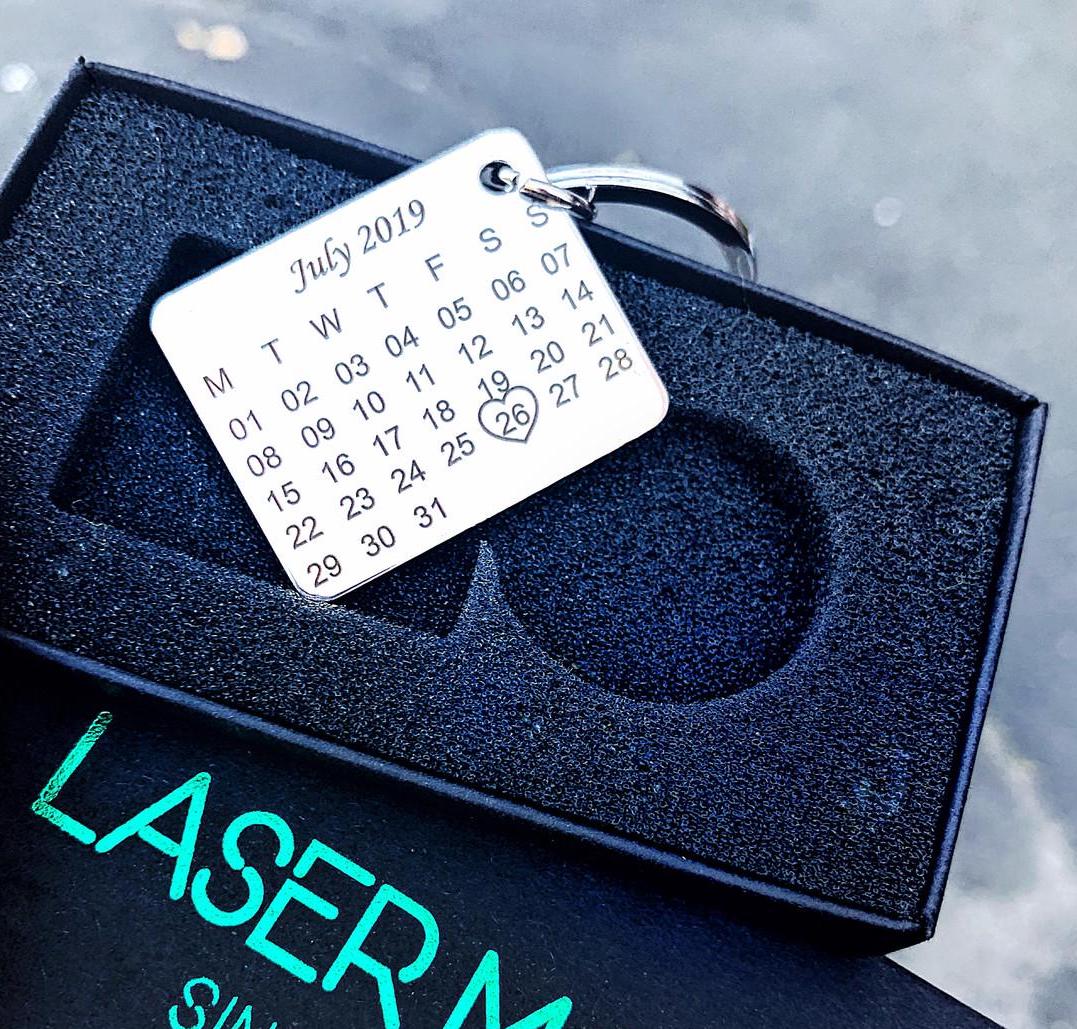 July 2019
M T W T F S S
01 02 03 04 05 06 07
08 09 10 11 12 13 14
15 16 17 18 19 20 21
22 23 24 25 26 27 28
29 30 31
LASER M